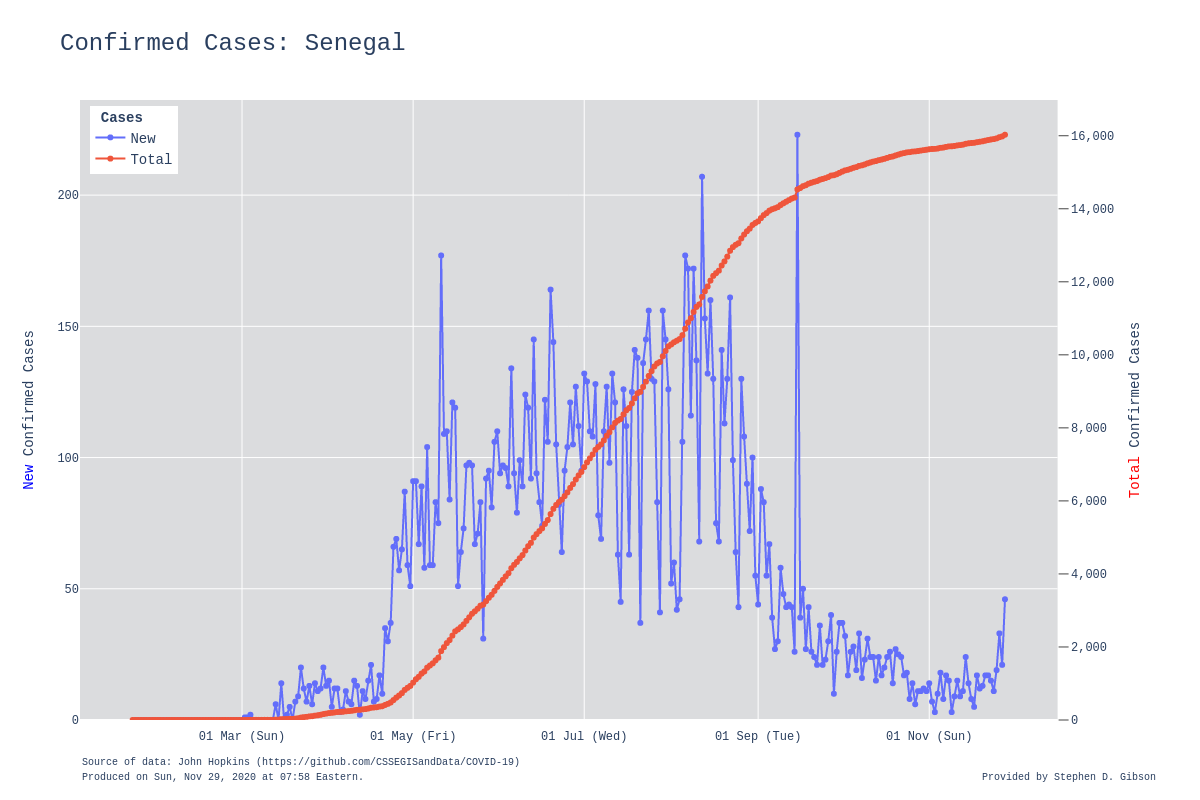 Confirmed Cases: Senegal
Cases
New
Total
200
150
100
50
0
16,000
14,000
12,000
10,000
8,000
6,000
4,000
2,000
0
New Confirmed Cases
Total Confirmed Cases
01 Mar (Sun)
01 May (Fri)
01 Jul (Wed)
01 Sep (Tue)
01 Nov (Sun)
Source of data: John Hopkins (https://github.com/CSSEGISandData/COVID-19)
Produced on Sun, Nov 29, 2020 at 07:58 Eastern.
Provided by Stephen D. Gibson